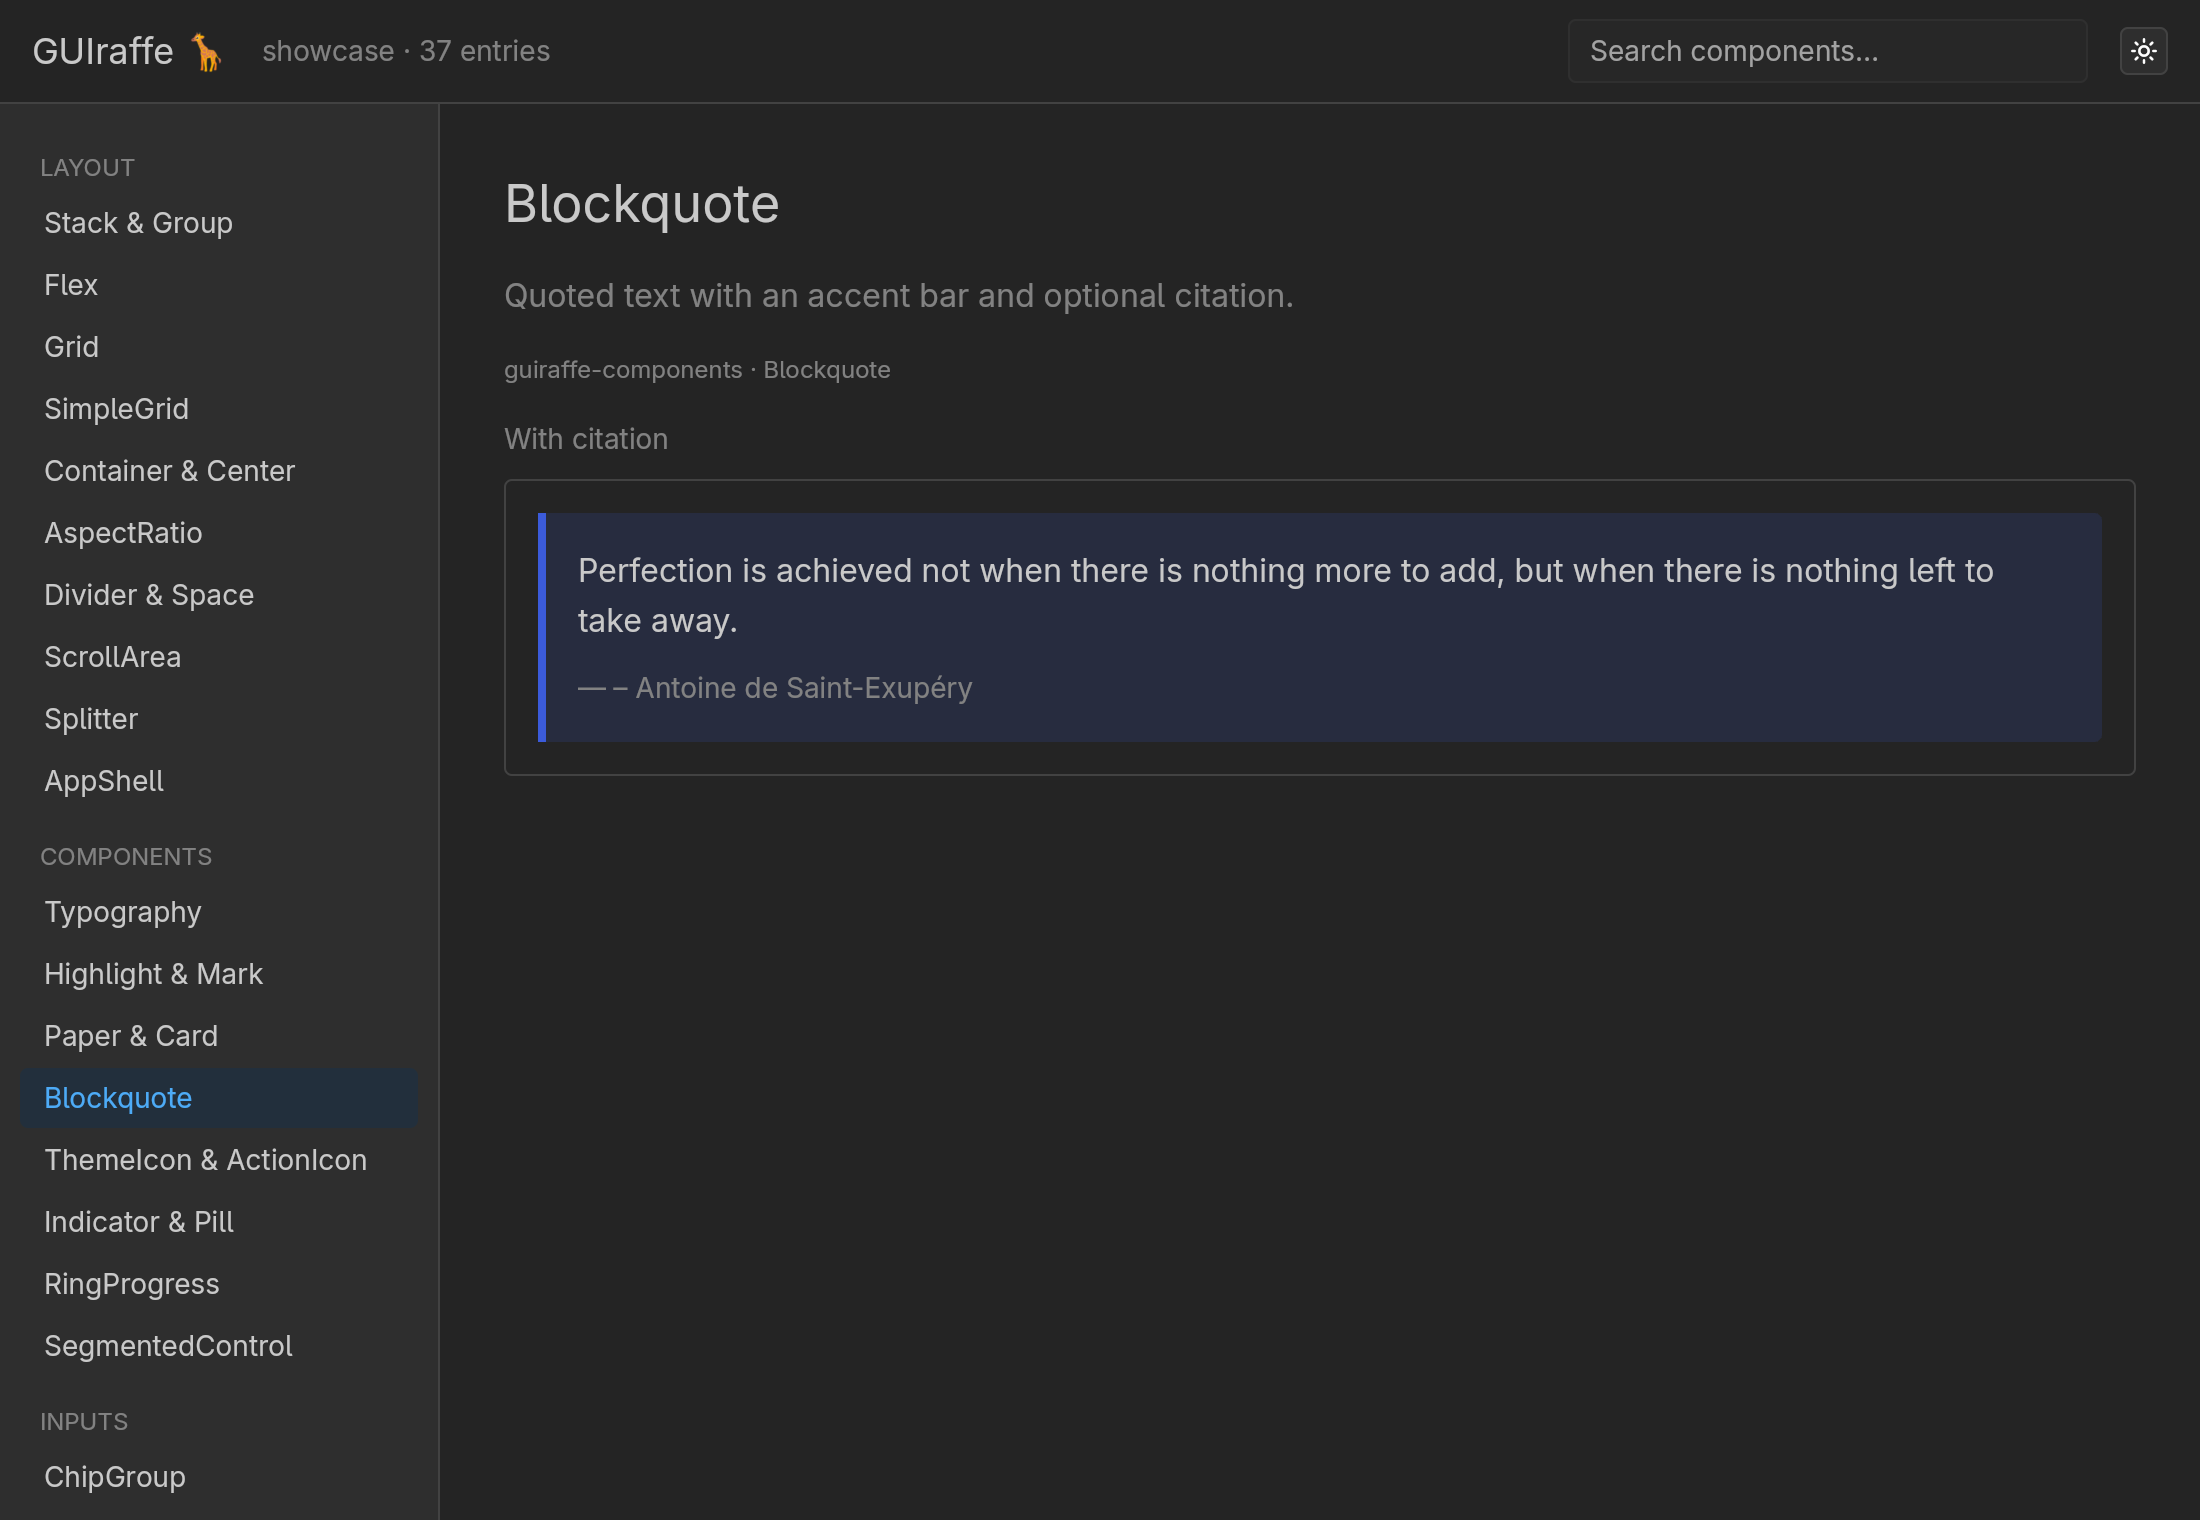 GUIraffe 🦒 showcase · 37 entries
Search components...
LAYOUT
Stack & Group
Flex
Grid
SimpleGrid
Container & Center
AspectRatio
Divider & Space
ScrollArea
Splitter
AppShell
COMPONENTS
Typography
Highlight & Mark
Paper & Card
Blockquote
ThemeIcon & ActionIcon
Indicator & Pill
RingProgress
SegmentedControl
INPUTS
ChipGroup
Blockquote
Quoted text with an accent bar and optional citation.
guiraffe-components · Blockquote
With citation
Perfection is achieved not when there is nothing more to add, but when there is nothing left to
take away.
— – Antoine de Saint-Exupéry